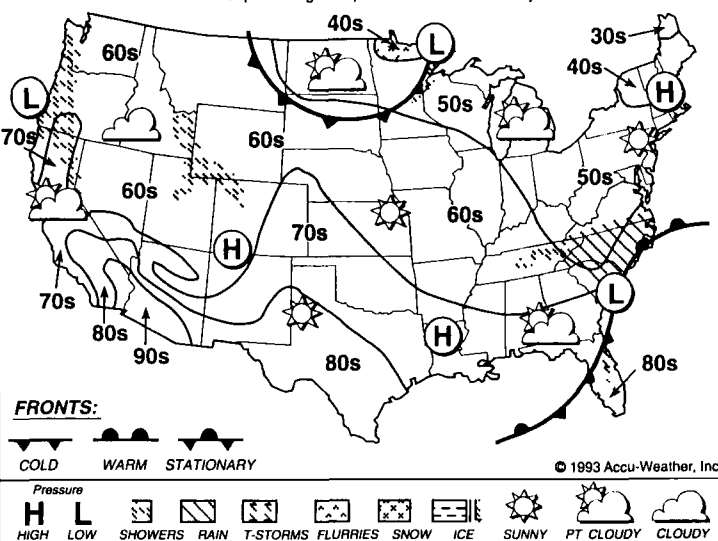 40s
L
30s
60s
40s
H
L
50s
70s
60s
50s
60s
60s
70s
H
L
70s
80s
H
90s
80s
80s
FRONTS:
COLD WARM STATIONARY
© 1993 Accu-Weather, Inc
Pressure
H L
HIGH LOW SHOWERS RAIN T-STORMS FLURRIES SNOW ICE SUNNY PT CLOUDY CLOUDY